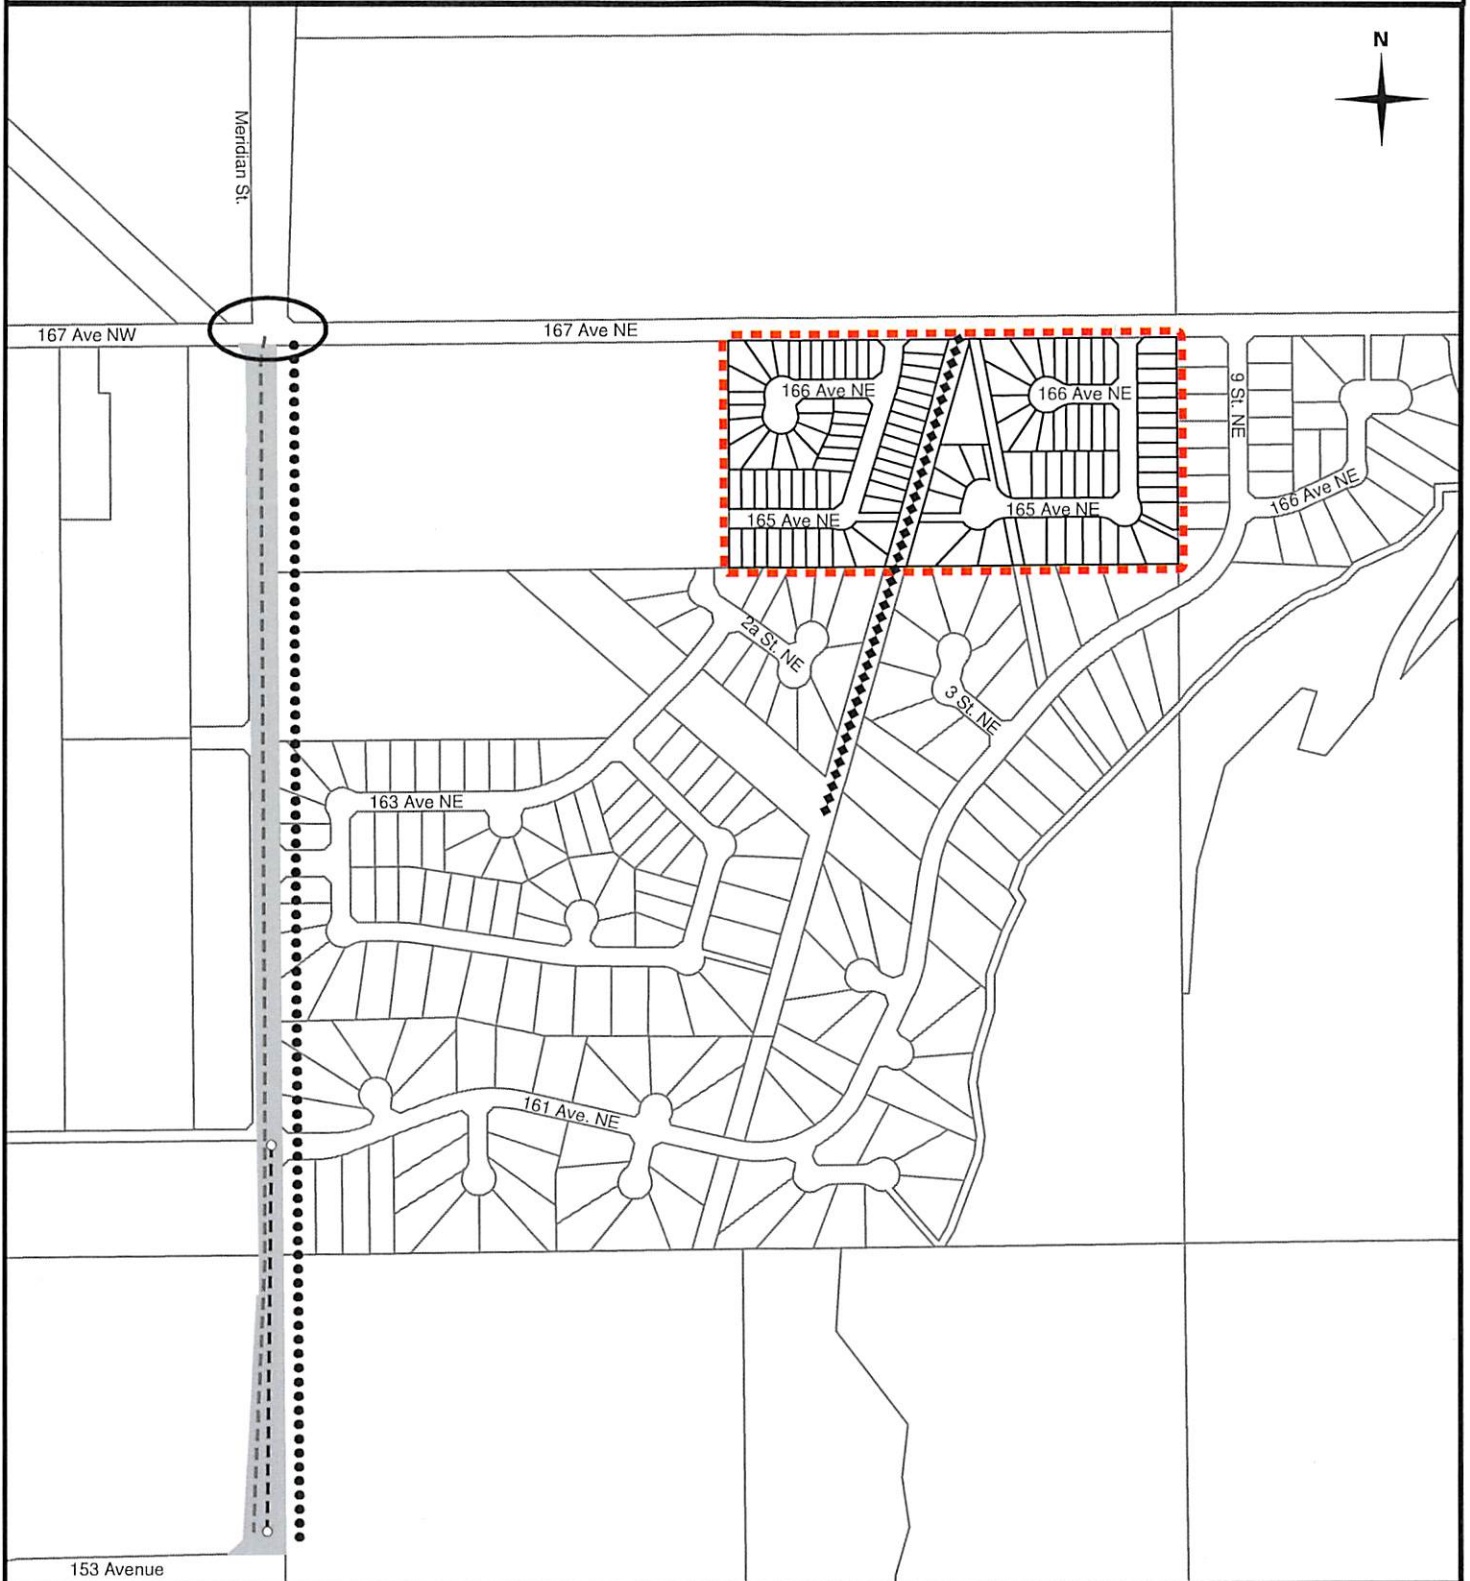 N
Meridian St.
167 Ave NW
167 Ave NE
166 Ave NE
166 Ave NE
9 St. NE
166 Ave NE
165 Ave NE
165 Ave NE
2a St. NE
3 St. NE
163 Ave NE
161 Ave. NE
153 Avenue